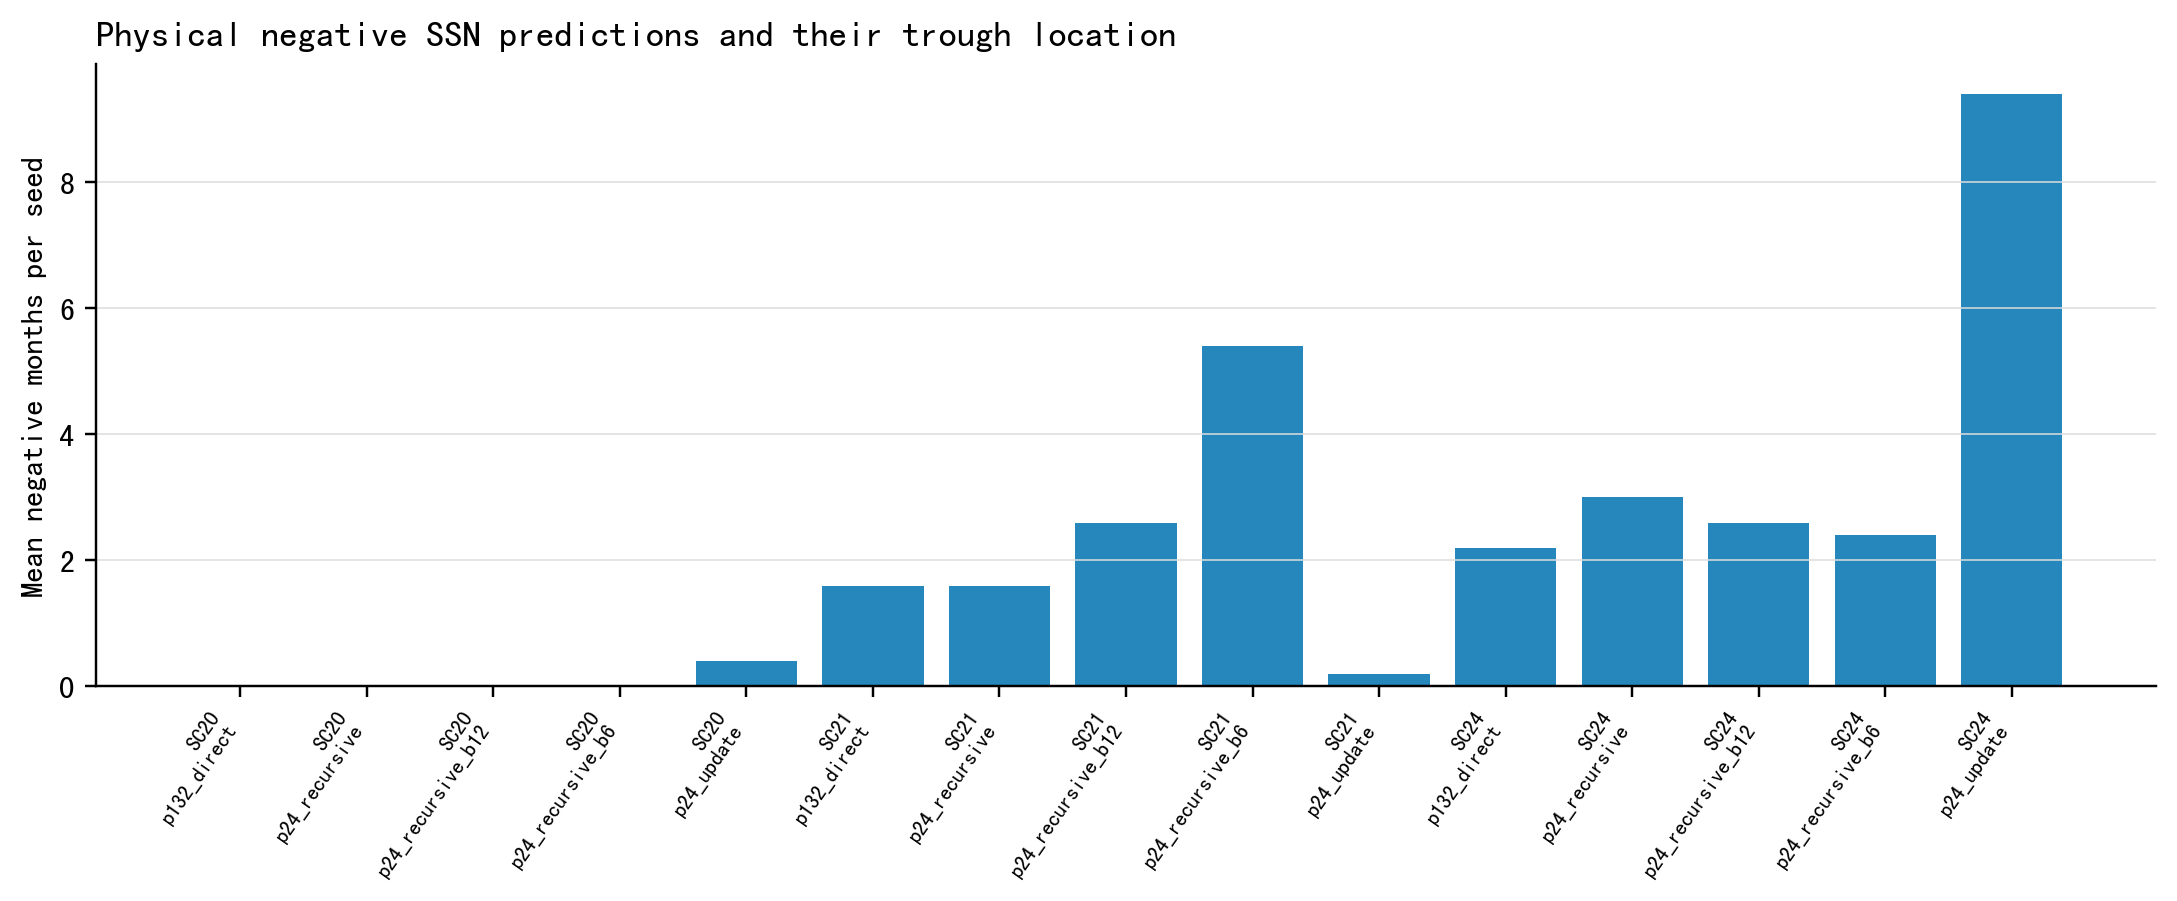 Physical negative SSN predictions and their trough location
Mean negative months per seed
8
6
4
2
0
SC20
p132_direct
SC20
p24_recursive
SC20
p24_recursive_b12
SC20
p24_recursive_b6
SC20
p24_update
SC21
p132_direct
SC21
p24_recursive
SC21
p24_recursive_b12
SC21
p24_recursive_b6
SC21
p24_update
SC24
p132_direct
SC24
p24_recursive
SC24
p24_recursive_b12
SC24
p24_recursive_b6
SC24
p24_update